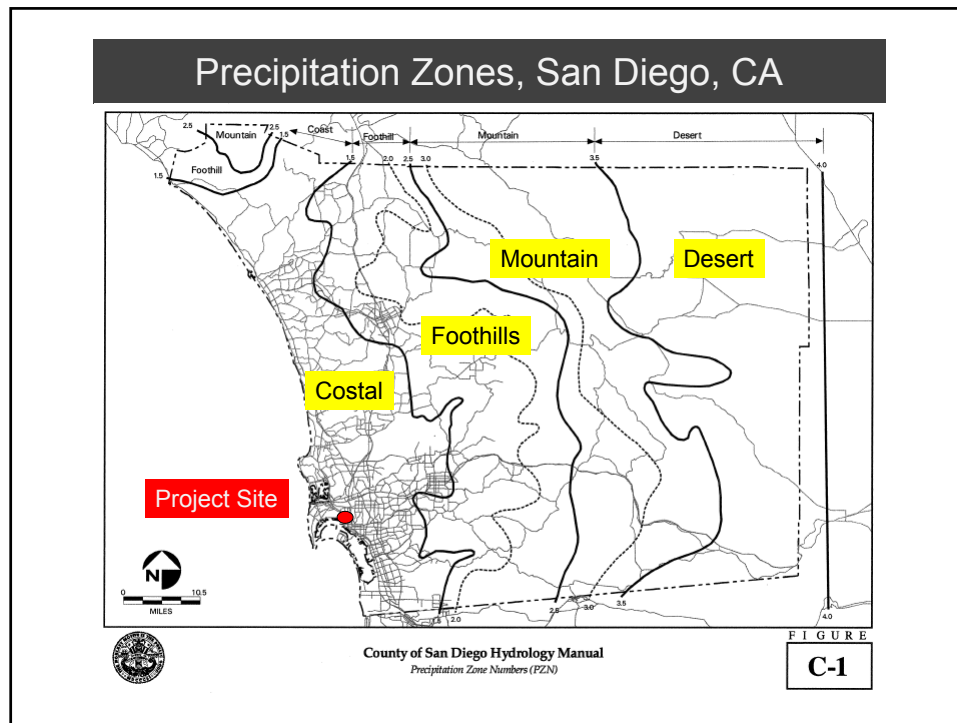 Precipitation Zones, San Diego, CA
2.5 Mountain 2.5 1.5 Coast Foothill Mountain Desert
1.5 Foothill 1.5 2.0 2.5 3.0 3.5 4.0
Mountain
Desert
Foothills
Costal
Project Site
N
0 10.5
MILES
1.5 2.0 2.5 3.0 3.5 4.0
County of San Diego Hydrology Manual
Precipitation Zone Numbers (PZN)
FIGURE
C-1